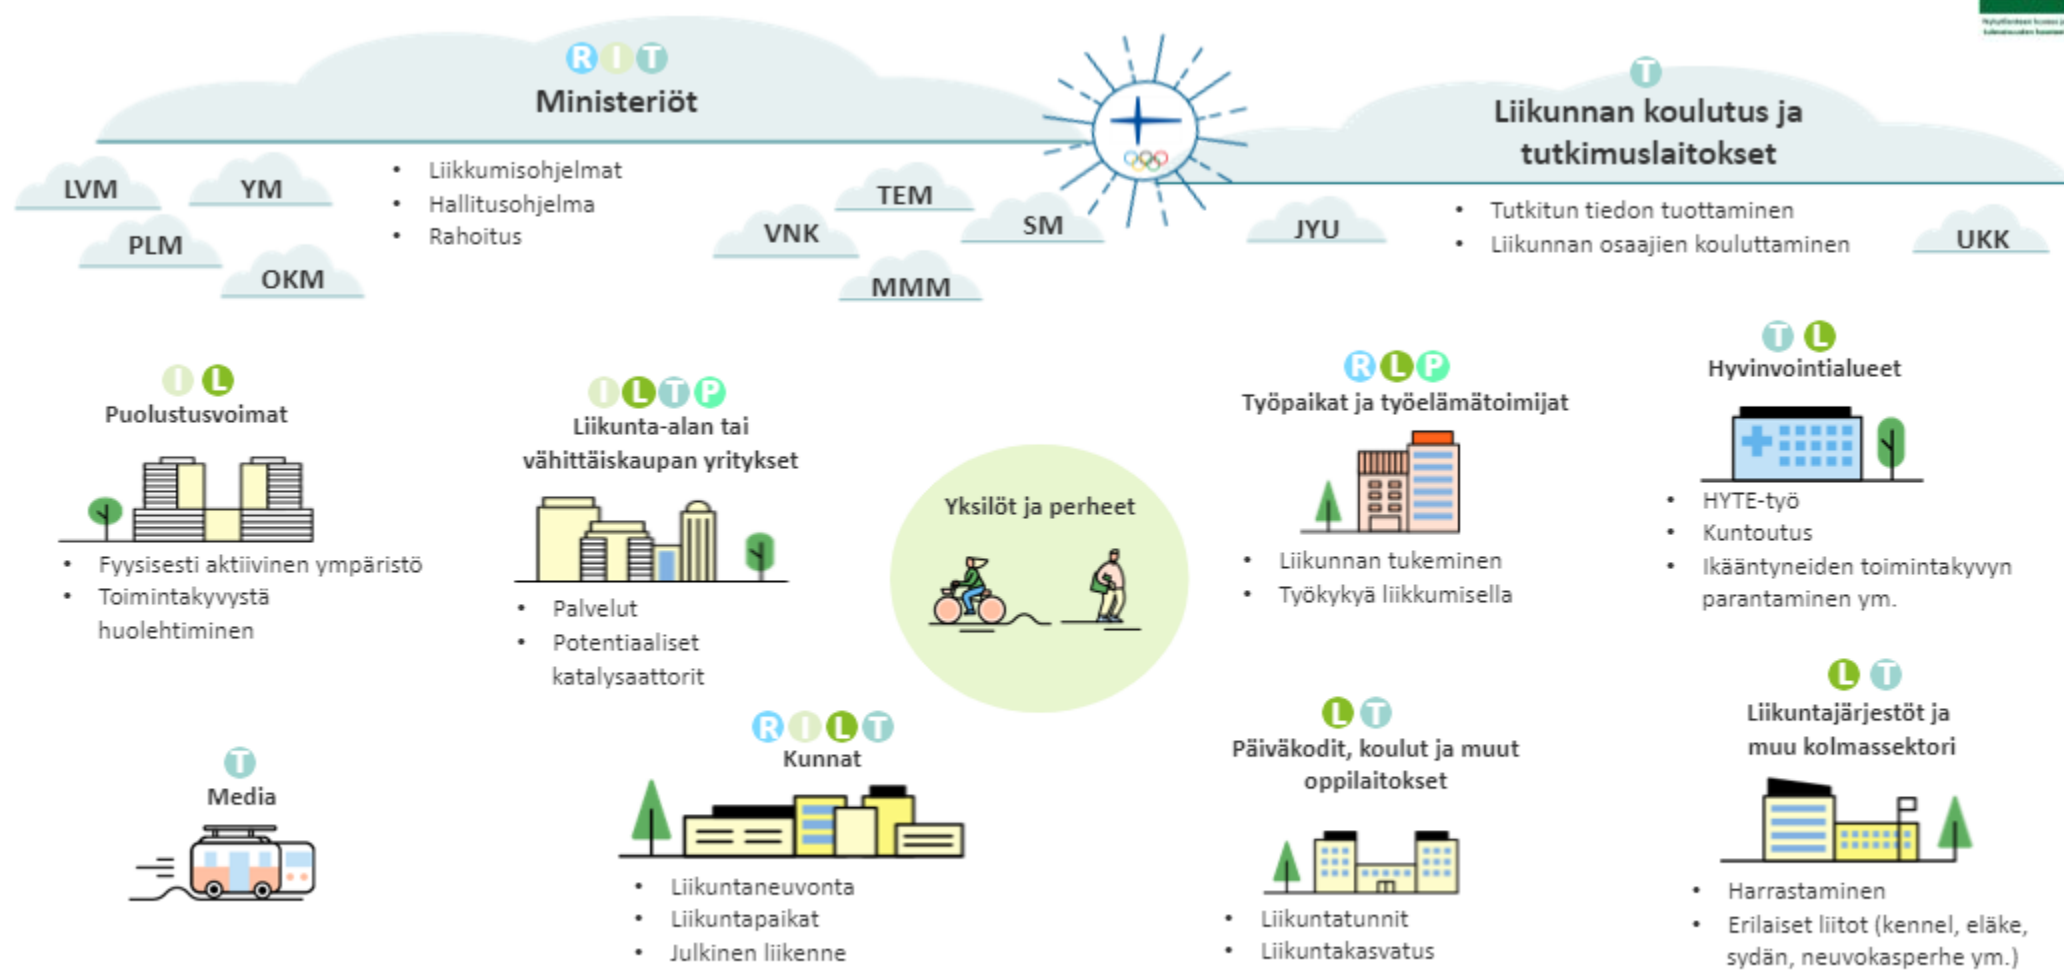 R I T
Ministeriöt
LVM
YM
PLM
OKM
• Liikkumisohjelmat
• Hallitusohjelma
• Rahoitus
TEM
VNK
SM
MMM
T
Liikunnan koulutus ja
tutkimuslaitokset
JYU
• Tutkitun tiedon tuottaminen
• Liikunnan osaajien kouluttaminen
UKK
I L
Puolustusvoimat
• Fyysisesti aktiivinen ympäristö
• Toimintakyvystä
huolehtiminen
I L T P
Liikunta-alan tai
vähittäiskaupan yritykset
• Palvelut
• Potentiaaliset
katalysaattorit
Yksilöt ja perheet
R L P
Työpaikat ja työelämätoimijat
• Liikunnan tukeminen
• Työkykyä liikkumisella
T L
Hyvinvointialueet
• HYTE-työ
• Kuntoutus
• Ikääntyneiden toimintakyvyn
parantaminen ym.
T
Media
R I L T
Kunnat
• Liikuntaneuvonta
• Liikuntapaikat
• Julkinen liikenne
L T
Päiväkodit, koulut ja muut
oppilaitokset
• Liikuntatunnit
• Liikuntakasvatus
L T
Liikuntajärjestöt ja
muu kolmassektori
• Harrastaminen
• Erilaiset liitot (kennel, eläke,
sydän, neuvokasperhe ym.)